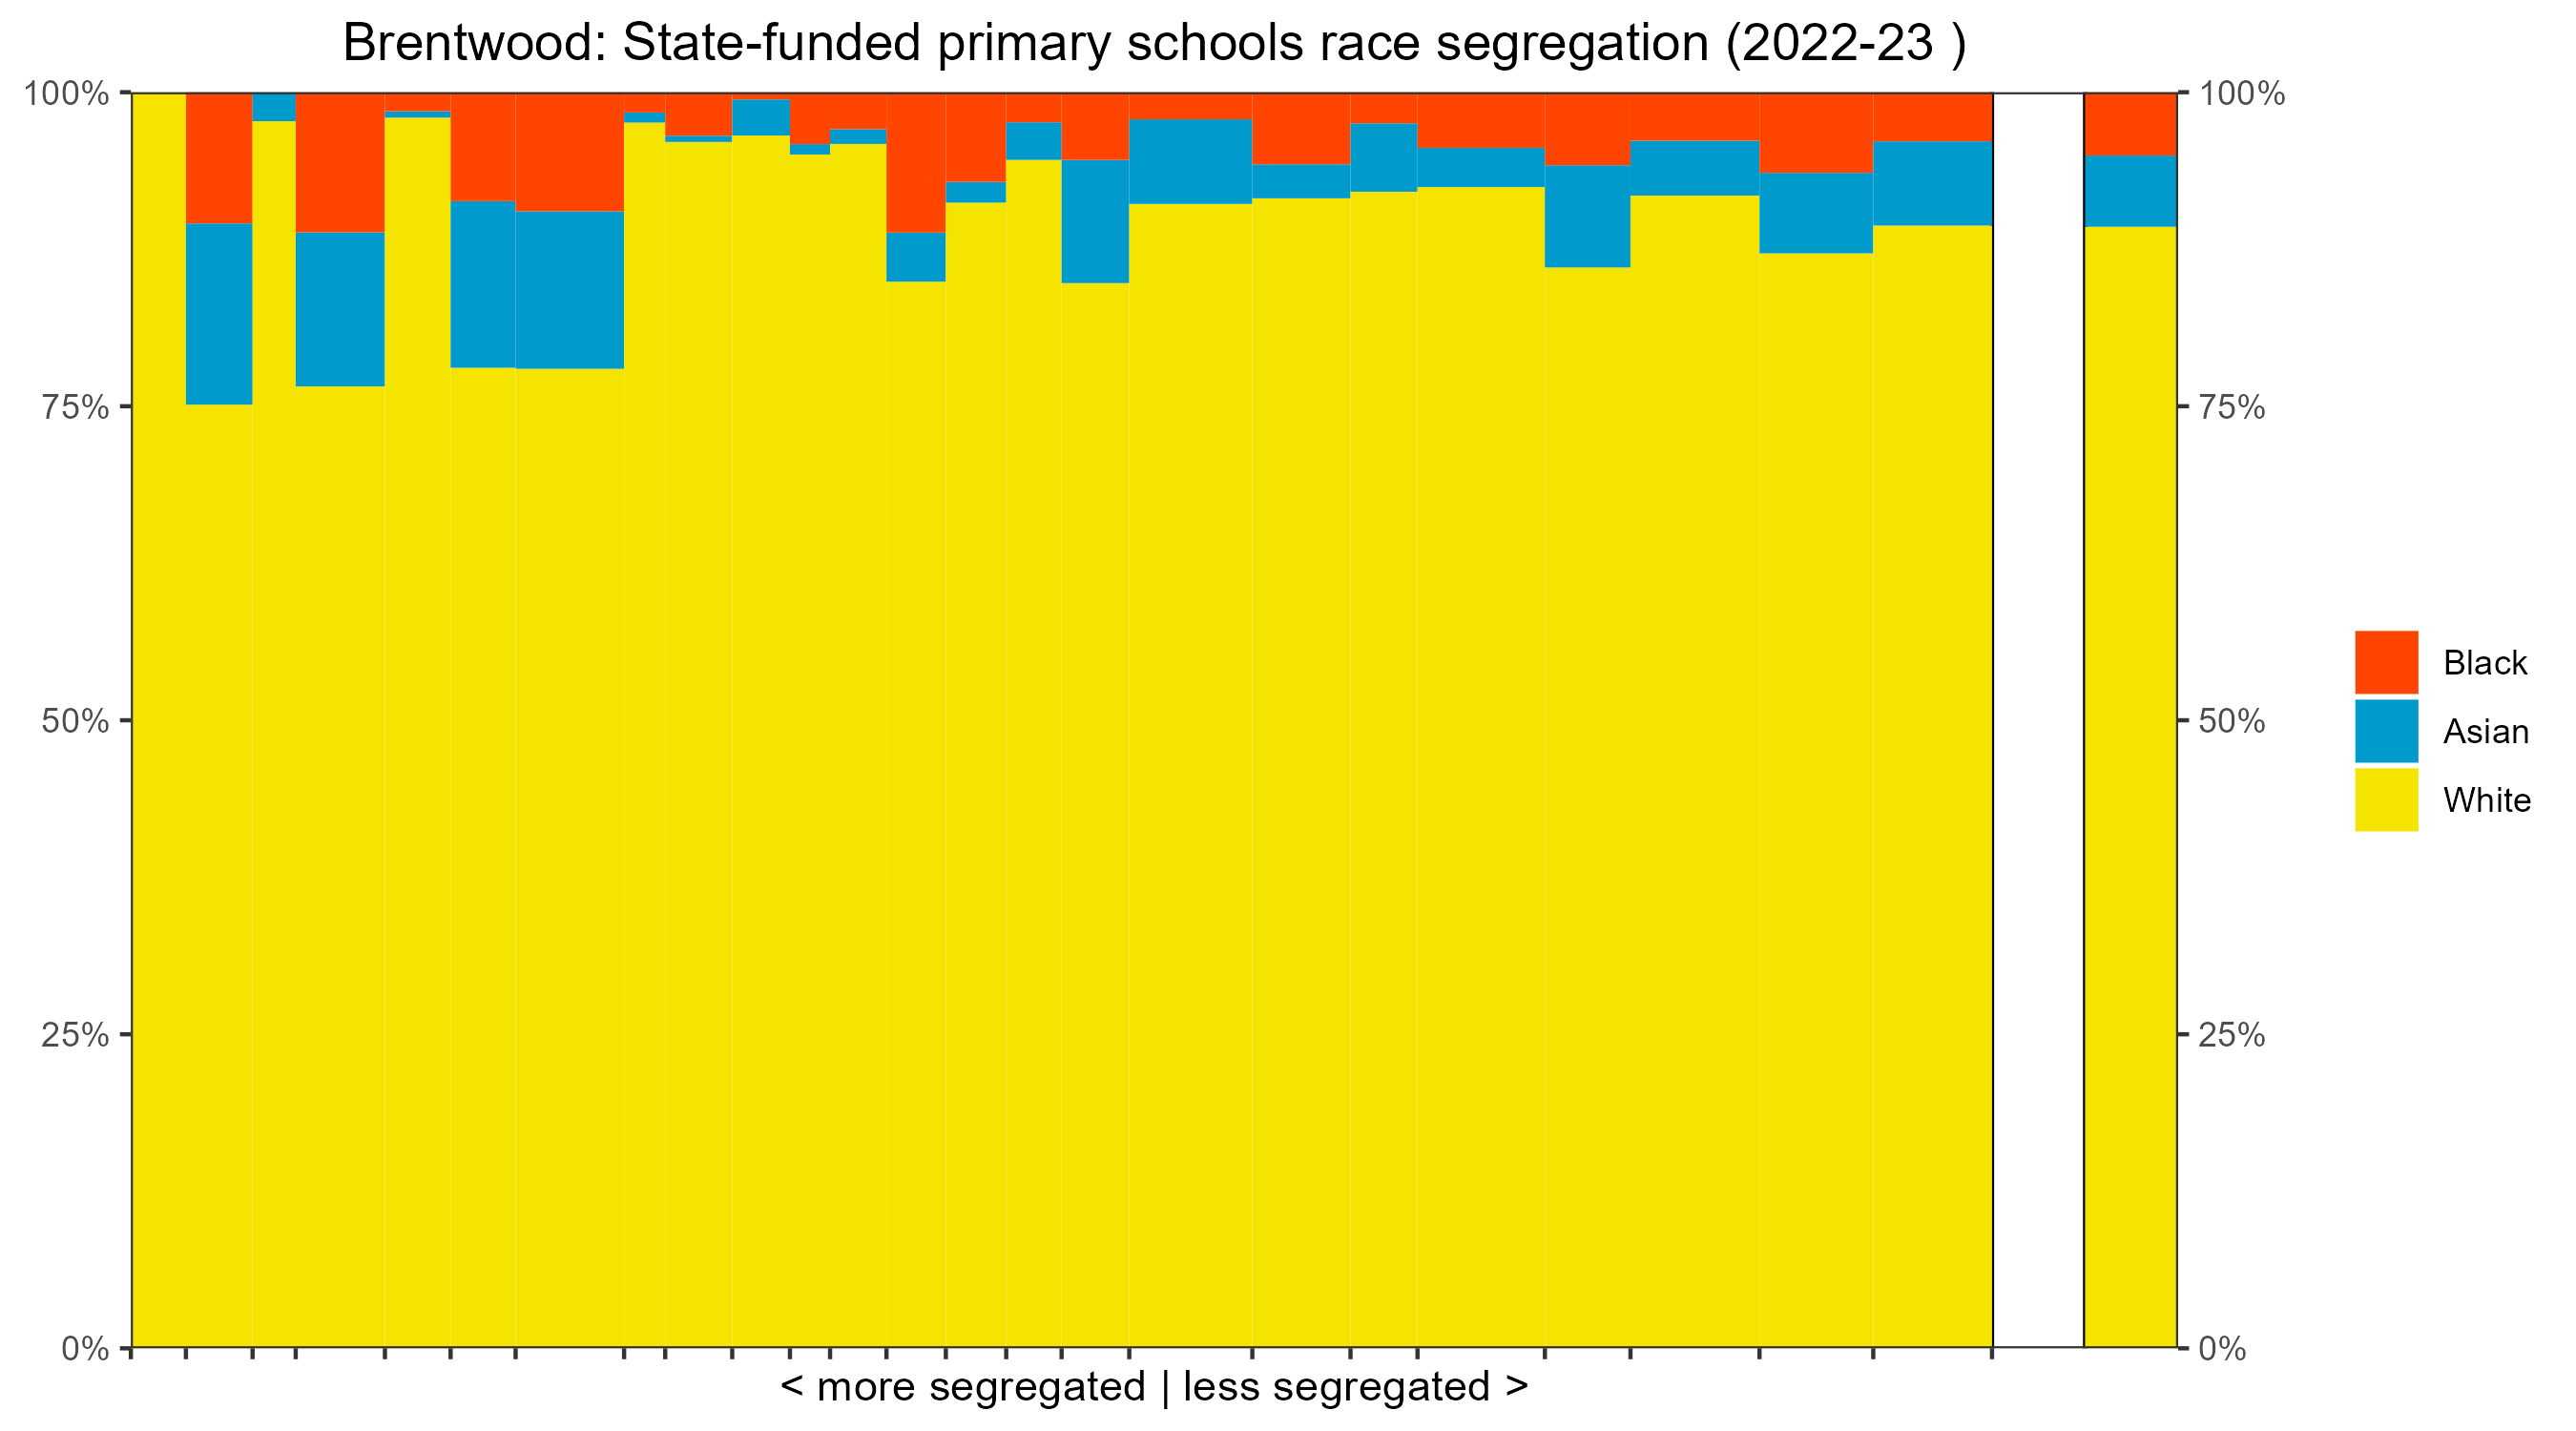 Brentwood: State-funded primary schools race segregation (2022-23 )
100%
75%
50%
25%
0%
100%
75%
50%
25%
0%
Black
Asian
White
< more segregated | less segregated >